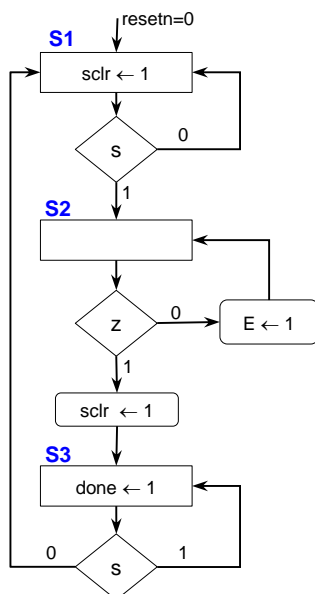 resetn=0
S1
sclr ← 1
0
s
1
S2
0
z
E ← 1
1
sclr ← 1
S3
done ← 1
0
1
s